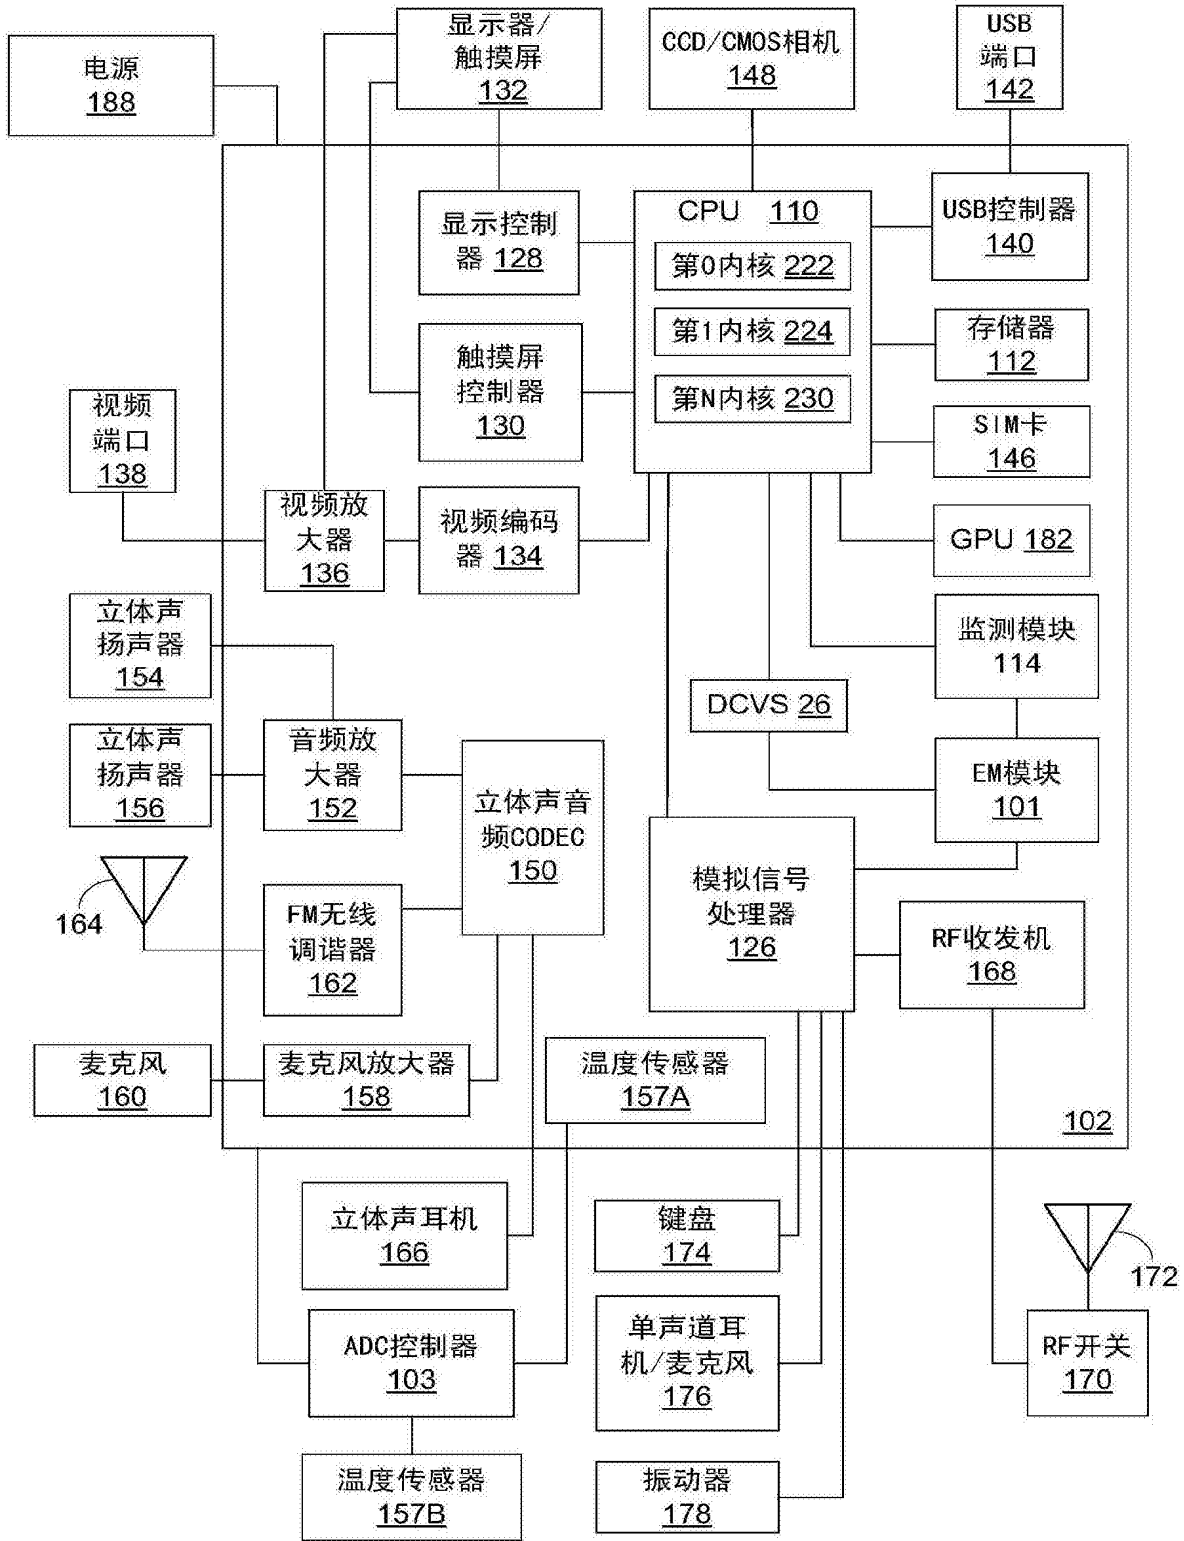 电源
188
显示器/
触摸屏
132
CCD/CMOS相机
148
USB
端口
142
显示控制
器 128
CPU 110
第0内核 222
第1内核 224
第N内核 230
USB控制器
140
触摸屏
控制器
130
存储器
112
视频
端口
138
SIM卡
146
视频放
大器
136
视频编码
器 134
GPU 182
立体声
扬声器
154
监测模块
114
DCVS 26
立体声
扬声器
156
音频放
大器
152
立体声音
频CODEC
150
EM模块
101
164
FM无线
调谐器
162
模拟信号
处理器
126
RF收发机
168
麦克风
160
麦克风放大器
158
温度传感器
157A
102
立体声耳机
166
键盘
174
172
ADC控制器
103
单声道耳
机/麦克风
176
RF开关
170
温度传感器
157B
振动器
178